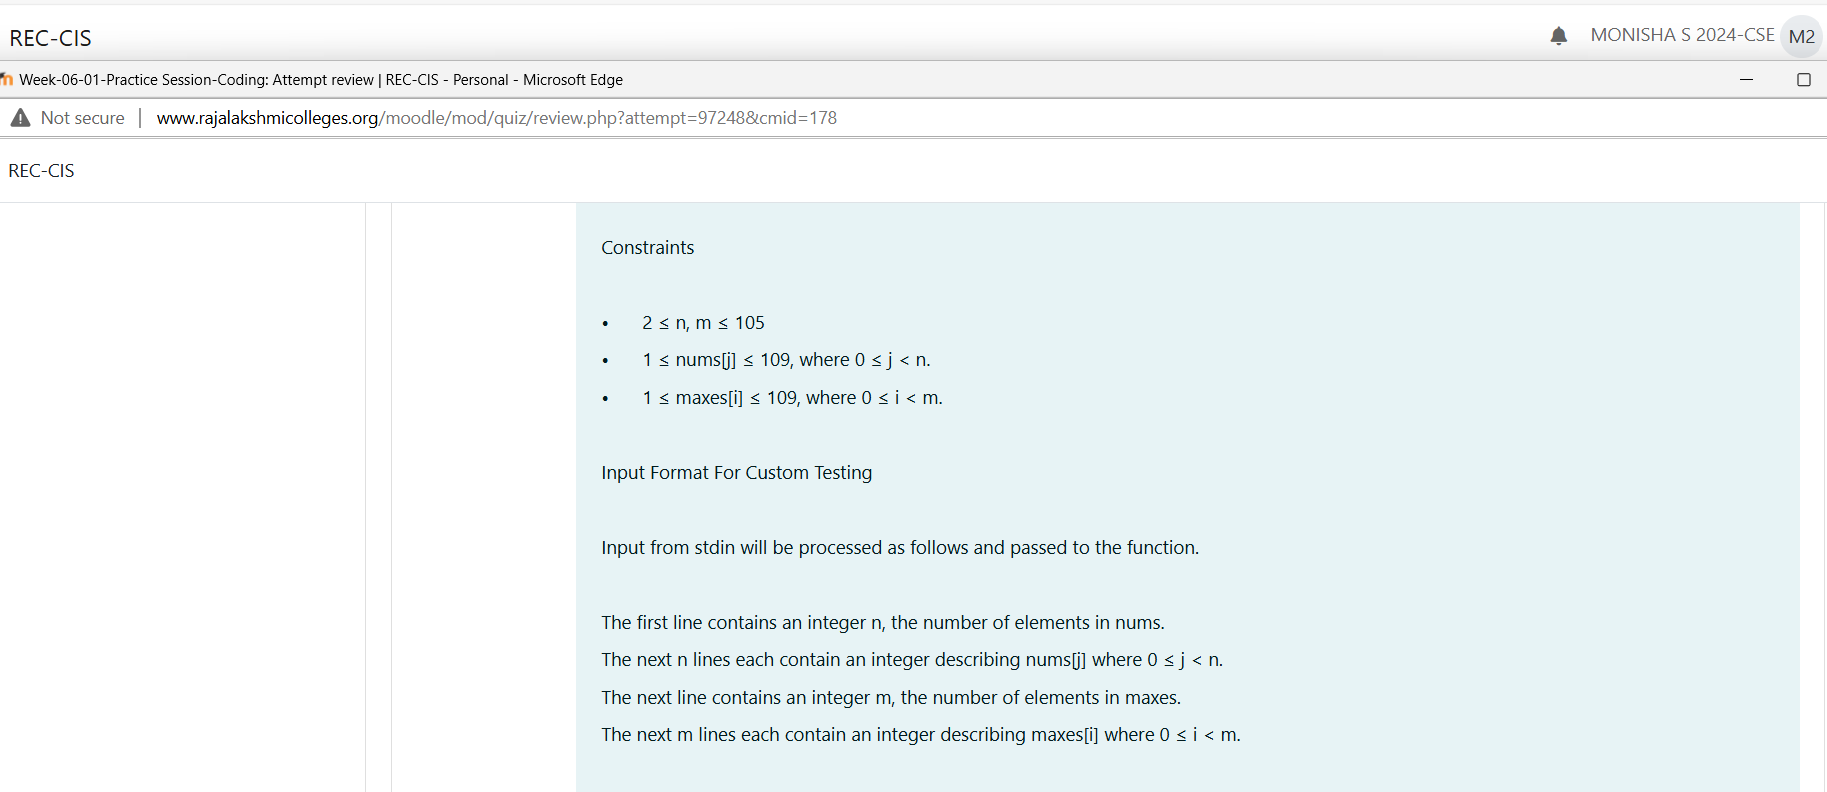 REC-CIS
MONISHA S 2024-CSE M2
Week-06-01-Practice Session-Coding: Attempt review | REC-CIS - Personal - Microsoft Edge
Not secure | www.rajalakshmicolleges.org/moodle/mod/quiz/review.php?attempt=97248&cmid=178
REC-CIS
Constraints
• 2 ≤ n, m ≤ 105
• 1 ≤ nums[j] ≤ 109, where 0 ≤ j < n.
• 1 ≤ maxes[i] ≤ 109, where 0 ≤ i < m.
Input Format For Custom Testing
Input from stdin will be processed as follows and passed to the function.
The first line contains an integer n, the number of elements in nums.
The next n lines each contain an integer describing nums[j] where 0 ≤ j < n.
The next line contains an integer m, the number of elements in maxes.
The next m lines each contain an integer describing maxes[i] where 0 ≤ i < m.